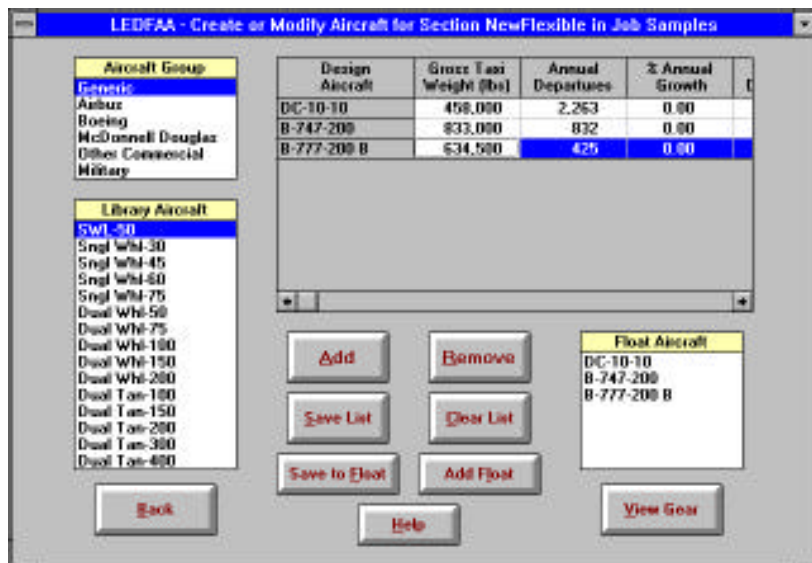 LEDFAA - Create or Modify Aircraft for Section NewFlexible in Job Samples
Aircraft Group
Generic
Airbus
Boeing
McDonnell Douglas
Other Commercial
Military
Library Aircraft
SWL-50
Sngl Whl-30
Sngl Whl-45
Sngl Whl-60
Sngl Whl-75
Dual Whl-50
Dual Whl-75
Dual Whl-100
Dual Whl-150
Dual Whl-200
Dual Tan-100
Dual Tan-150
Dual Tan-200
Dual Tan-300
Dual Tan-400
Design Aircraft Gross Taxi Weight (lbs) Annual Departures % Annual Growth D
DC-10-10 458,000 2,263 0.00
B-747-200 833,000 832 0.00
B-777-200 B 634,500 425 0.00
Add
Remove
Save List
Clear List
Save to Float
Add Float
Float Aircraft
DC-10-10
B-747-200
B-777-200 B
Back
Help
View Gear